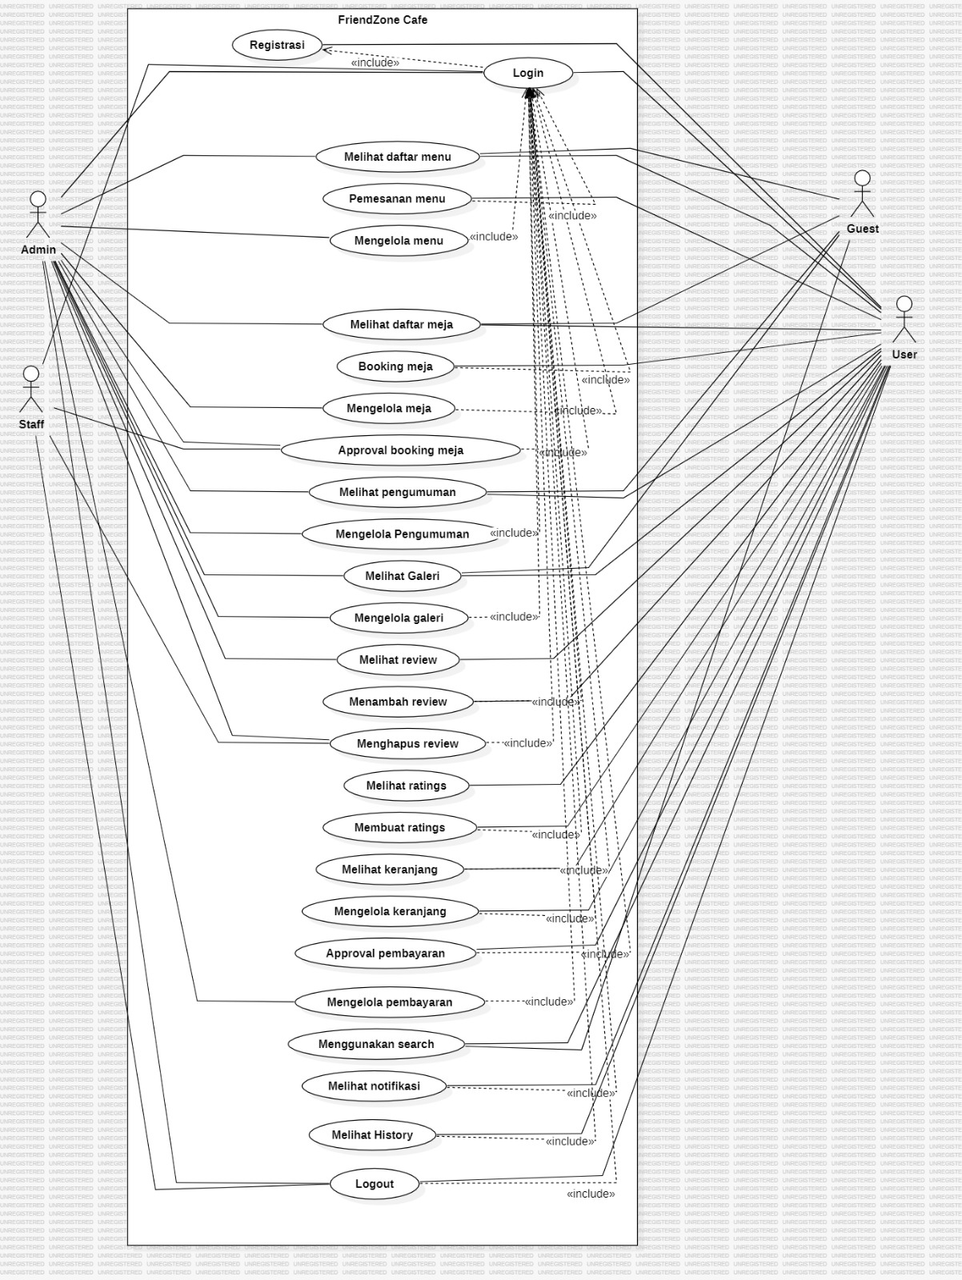 FriendZone Cafe
Registrasi
«include»
Login
Melihat daftar menu
Pemesanan menu
«include»
Mengelola menu
«include»
Admin
Guest
Melihat daftar meja
User
Booking meja
«include»
Mengelola meja
«include»
Staff
Approval booking meja
«include»
Melihat pengumuman
Mengelola Pengumuman
«include»
Melihat Galeri
Mengelola galeri
«include»
Melihat review
Menambah review
«include»
Menghapus review
«include»
Melihat ratings
Membuat ratings
«include»
Melihat keranjang
«include»
Mengelola keranjang
«include»
Approval pembayaran
«include»
Mengelola pembayaran
«include»
Menggunakan search
Melihat notifikasi
«include»
Melihat History
«include»
Logout
«include»
UNREGISTERED